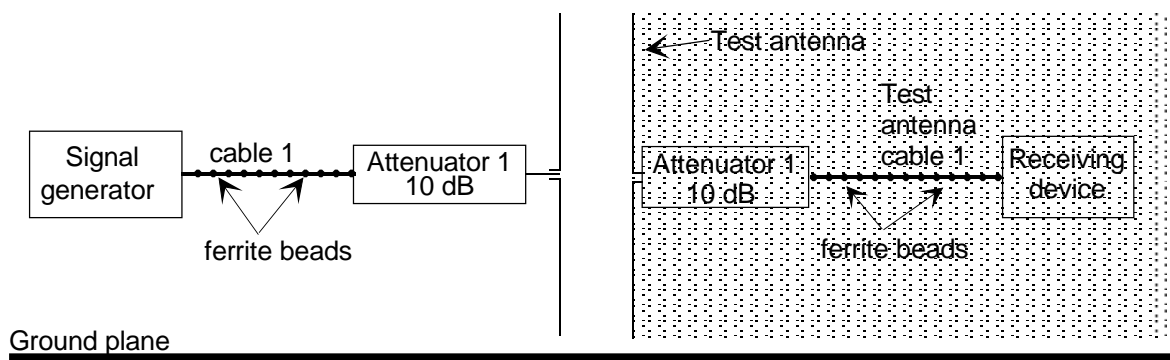 Test antenna
Signal
generator
cable 1
Attenuator 1
10 dB
ferrite beads
Attenuator 1
10 dB
Test
antenna
cable 1
Receiving
device
ferrite beads
Ground plane